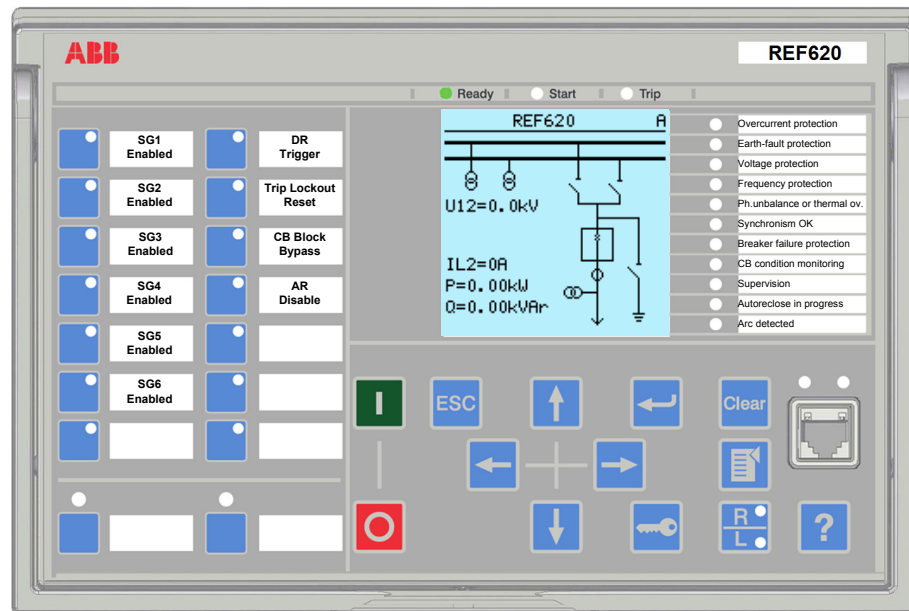 ABB
REF620
Ready
Start
Trip
SG1
Enabled
DR
Trigger
SG2
Enabled
Trip Lockout
Reset
SG3
Enabled
CB Block
Bypass
SG4
Enabled
AR
Disable
SG5
Enabled
SG6
Enabled
REF620 A
U12=0.0kV
IL2=0A
P=0.00kW
Q=0.00kVAr
Overcurrent protection
Earth-fault protection
Voltage protection
Frequency protection
Ph.unbalance or thermal ov.
Synchronism OK
Breaker failure protection
CB condition monitoring
Supervision
Autoreclose in progress
Arc detected
I
ESC
Clear
O
R
L
?